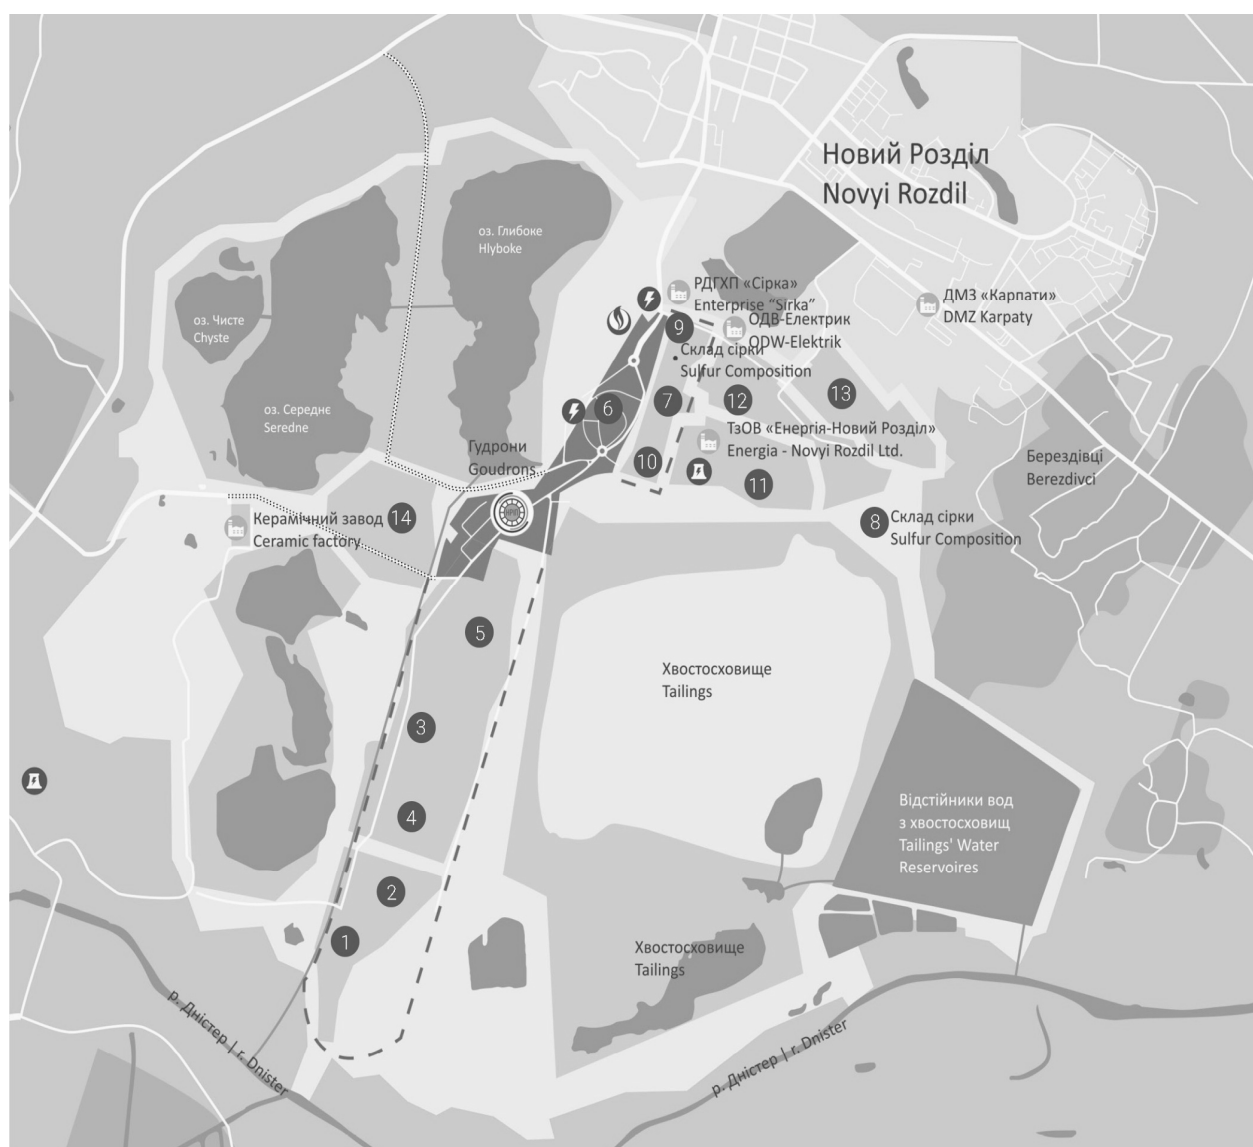 Новий Розділ
Novyi Rozdil
оз. Глибоке
Hlyboke
РДГХП «Сірка»
Enterprise “Sirka”
ДМЗ «Карпати»
DMZ Karpaty
оз. Чисте
Chyste
ОДВ-Електрик
ODW-Elektrik
9
Склад сірки
Sulfur Composition
6
7
12
13
оз. Середнє
Seredne
ТзОВ «Енергія-Новий Розділ»
Energia - Novyi Rozdil Ltd.
Гудрони
Goudrons
10
11
Берездівці
Berezdivci
Керамічний завод
Ceramic factory
14
НРІП
8
Склад сірки
Sulfur Composition
5
Хвостосховище
Tailings
3
4
Відстійники вод
з хвостосховищ
Tailings' Water
Reservoires
2
1
Хвостосховище
Tailings
р. Дністер | r. Dnister
р. Дністер | r. Dnister